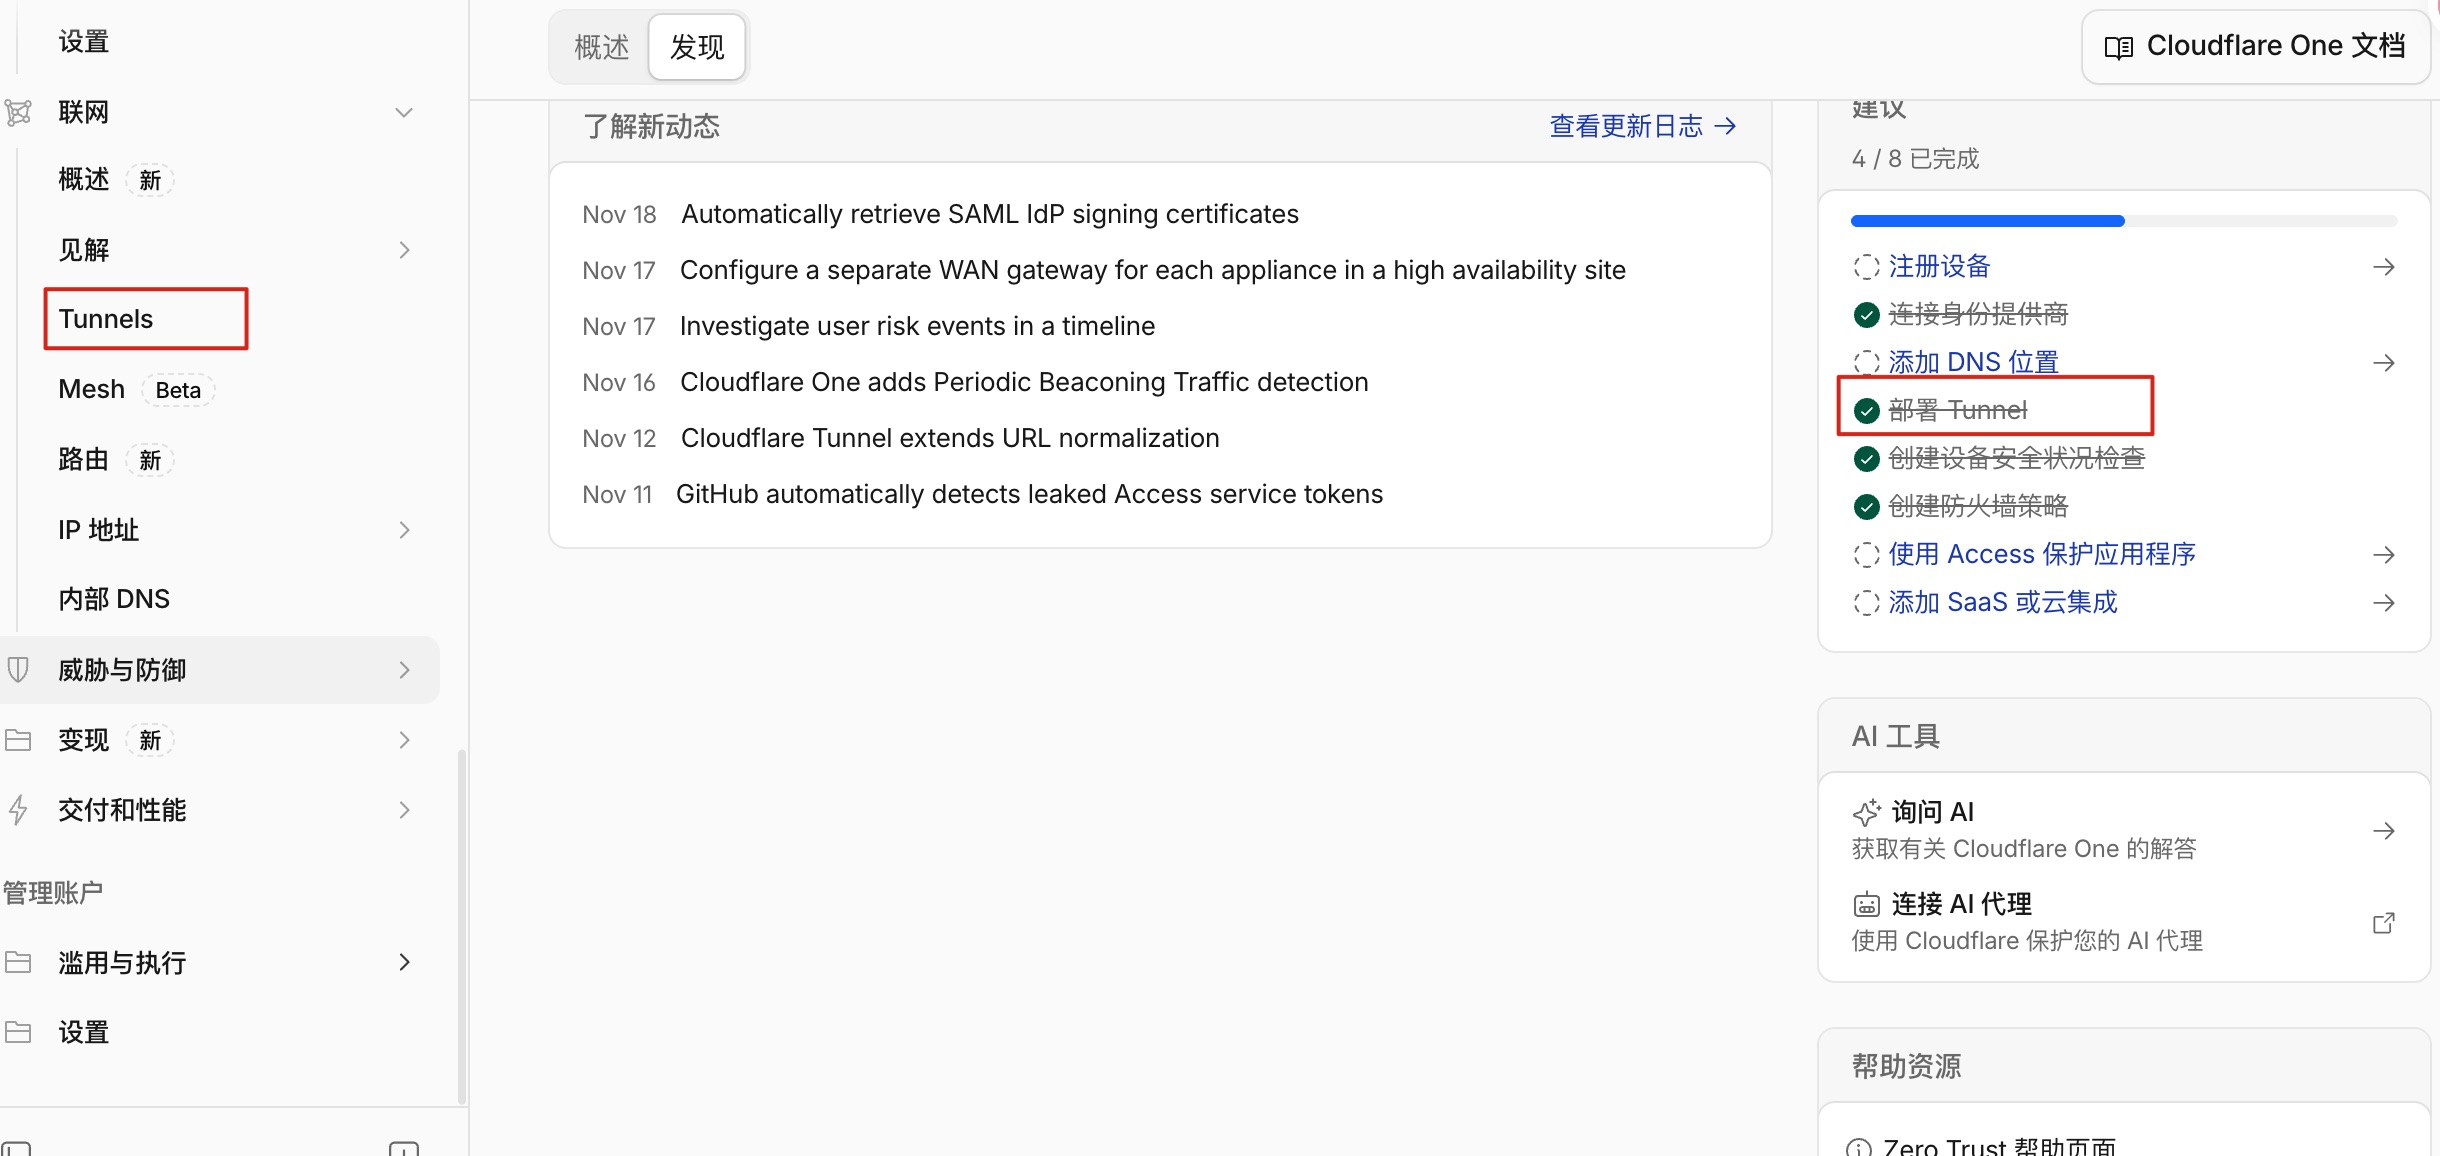 设置
联网
概述 新
见解
Tunnels
Mesh Beta
路由 新
IP 地址
内部 DNS
威胁与防御
变现 新
交付和性能
管理账户
滥用与执行
设置
概述 发现
Cloudflare One 文档
了解新动态 查看更新日志
Nov 18 Automatically retrieve SAML IdP signing certificates
Nov 17 Configure a separate WAN gateway for each appliance in a high availability site
Nov 17 Investigate user risk events in a timeline
Nov 16 Cloudflare One adds Periodic Beaconing Traffic detection
Nov 12 Cloudflare Tunnel extends URL normalization
Nov 11 GitHub automatically detects leaked Access service tokens
建议
4 / 8 已完成
注册设备
连接身份提供商
添加 DNS 位置
部署 Tunnel
创建设备安全状况检查
创建防火墙策略
使用 Access 保护应用程序
添加 SaaS 或云集成
AI 工具
询问 AI
获取有关 Cloudflare One 的解答
连接 AI 代理
使用 Cloudflare 保护您的 AI 代理
帮助资源
Zero Trust 帮助页面